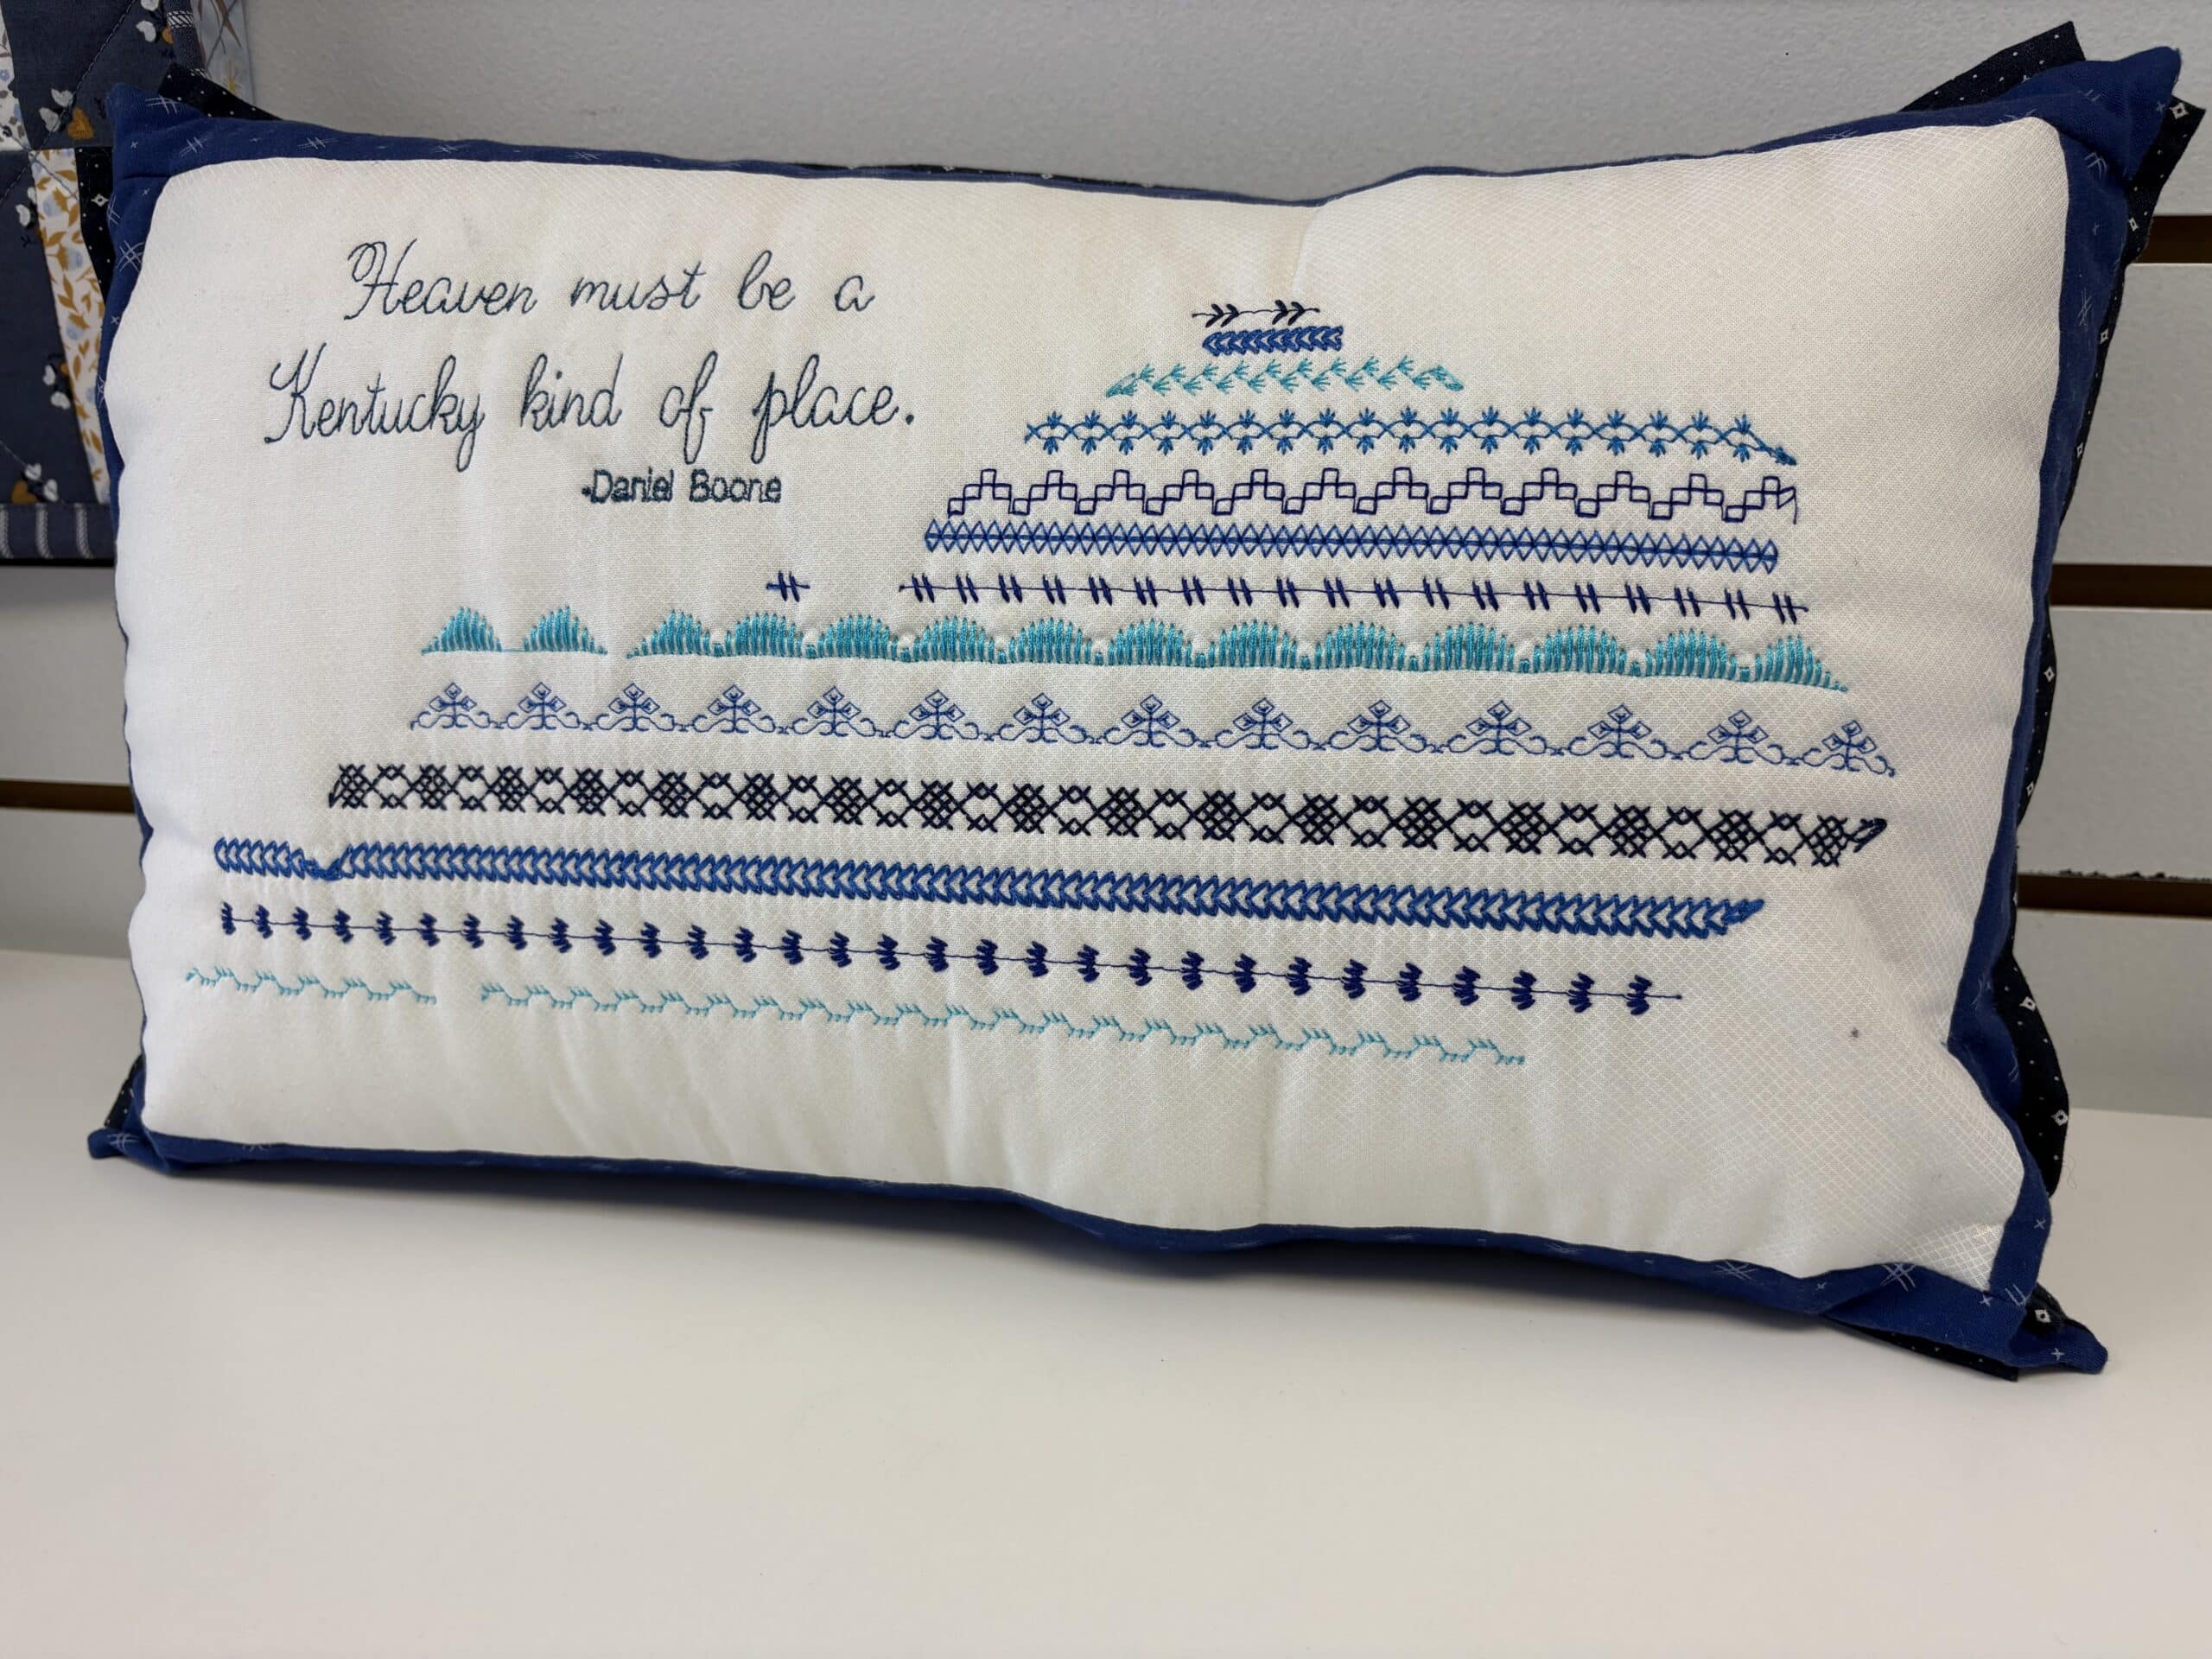 Heaven must be a
Kentucky kind of place.
-Daniel Boone